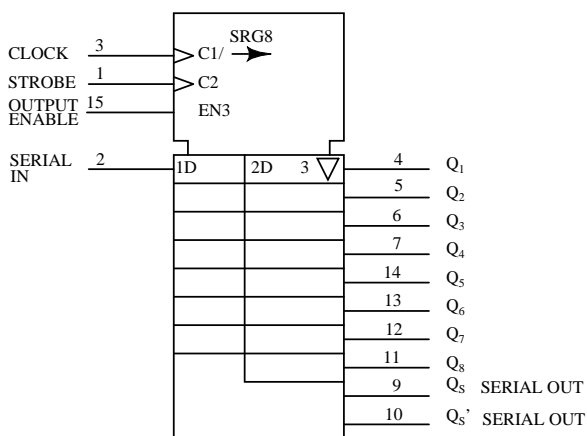 SRG8
CLOCK 3 C1/
STROBE 1 C2
OUTPUT 15 EN3
ENABLE
SERIAL 2 1D 2D 3 4 Q1
IN
5 Q2
6 Q3
7 Q4
14 Q5
13 Q6
12 Q7
11 Q8
9 QS SERIAL OUT
10 QS’ SERIAL OUT